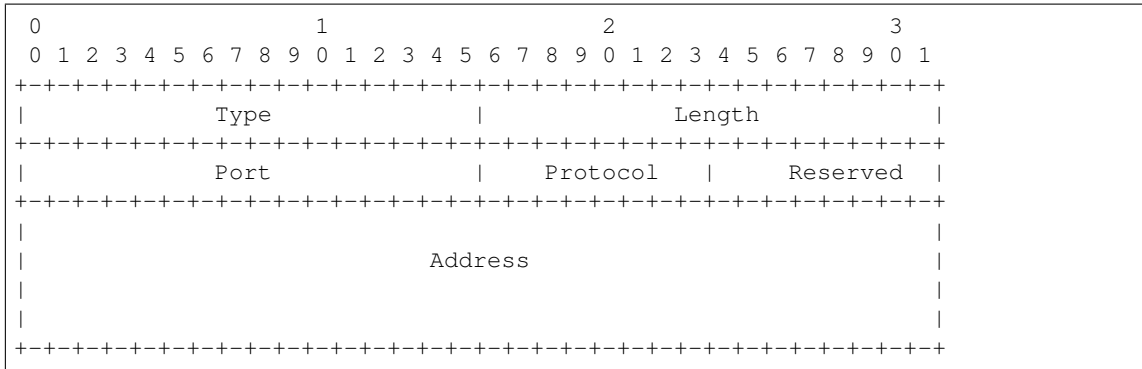 0                   1                   2                   3
 0 1 2 3 4 5 6 7 8 9 0 1 2 3 4 5 6 7 8 9 0 1 2 3 4 5 6 7 8 9 0 1
+-+-+-+-+-+-+-+-+-+-+-+-+-+-+-+-+-+-+-+-+-+-+-+-+-+-+-+-+-+-+-+-+
|             Type              |             Length            |
+-+-+-+-+-+-+-+-+-+-+-+-+-+-+-+-+-+-+-+-+-+-+-+-+-+-+-+-+-+-+-+-+
|             Port              |    Protocol   |     Reserved  |
+-+-+-+-+-+-+-+-+-+-+-+-+-+-+-+-+-+-+-+-+-+-+-+-+-+-+-+-+-+-+-+-+
|                                                               |
|                            Address                            |
|                                                               |
|                                                               |
+-+-+-+-+-+-+-+-+-+-+-+-+-+-+-+-+-+-+-+-+-+-+-+-+-+-+-+-+-+-+-+-+